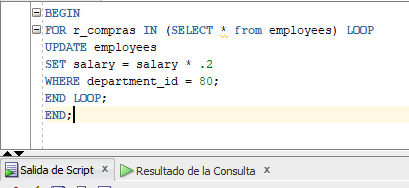 BEGIN
FOR r_compras IN (SELECT * from employees) LOOP
UPDATE employees
SET salary = salary * .2
WHERE department_id = 80;
END LOOP;
END;
Salida de Script x Resultado de la Consulta x